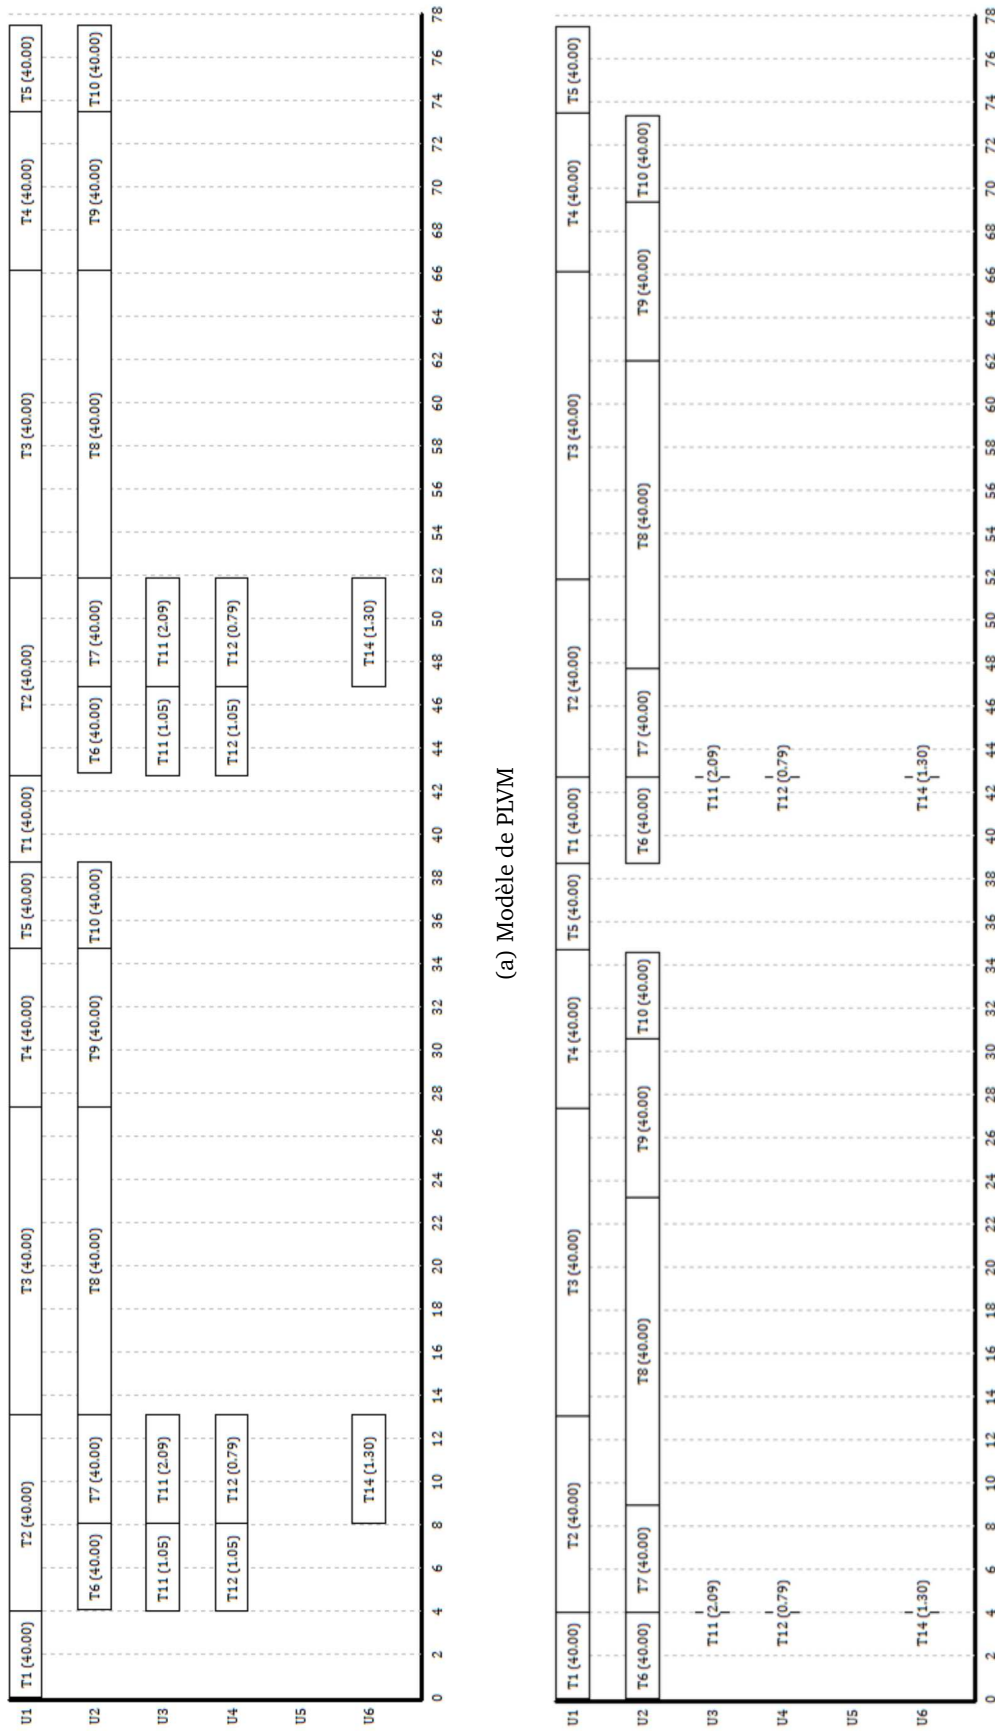 U1 T1 (40.00) T2 (40.00) T3 (40.00) T4 (40.00) T5 (40.00) T1 (40.00) T2 (40.00) T3 (40.00) T4 (40.00) T5 (40.00)
U2 T6 (40.00) T7 (40.00) T8 (40.00) T9 (40.00) T10 (40.00) T6 (40.00) T7 (40.00) T8 (40.00) T9 (40.00) T10 (40.00)
U3 T11 (1.05) T11 (2.09) T11 (1.05) T11 (2.09)
U4 T12 (1.05) T12 (0.79) T12 (1.05) T12 (0.79)
U5
U6 T14 (1.30) T14 (1.30)
0 2 4 6 8 10 12 14 16 18 20 22 24 26 28 30 32 34 36 38 40 42 44 46 48 50 52 54 56 58 60 62 64 66 68 70 72 74 76 78
(a) Modèle de PLVM
U1 T1 (40.00) T2 (40.00) T3 (40.00) T4 (40.00) T5 (40.00) T1 (40.00) T2 (40.00) T3 (40.00) T4 (40.00) T5 (40.00)
U2 T6 (40.00) T7 (40.00) T8 (40.00) T9 (40.00) T10 (40.00) T6 (40.00) T7 (40.00) T8 (40.00) T9 (40.00) T10 (40.00)
U3 T11 (2.09) T11 (2.09)
U4 T12 (0.79) T12 (0.79)
U5
U6 T14 (1.30) T14 (1.30)
0 2 4 6 8 10 12 14 16 18 20 22 24 26 28 30 32 34 36 38 40 42 44 46 48 50 52 54 56 58 60 62 64 66 68 70 72 74 76 78